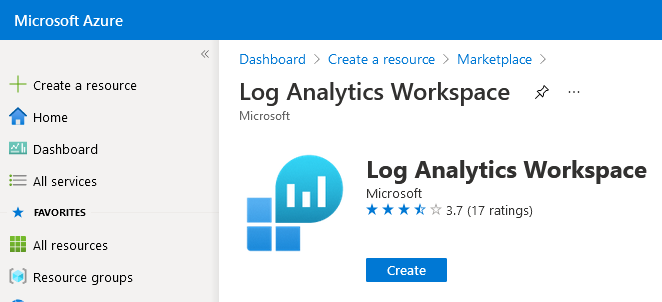 Microsoft Azure
«
Create a resource
Home
Dashboard
All services
FAVORITES
All resources
Resource groups
Dashboard > Create a resource > Marketplace >
Log Analytics Workspace ...
Microsoft
Log Analytics Workspace
Microsoft
3.7 (17 ratings)
Create